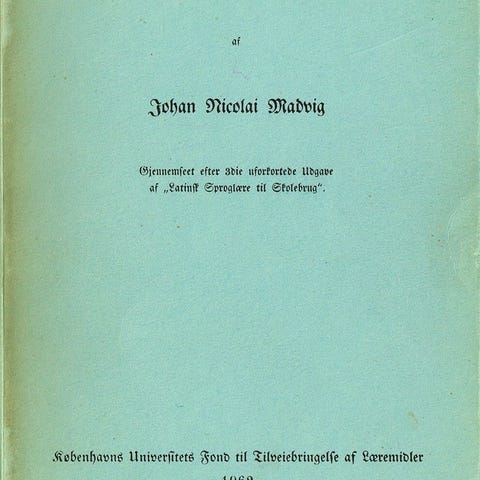 af
Johan Nicolai Madvig
Gjennemseet efter 3die uforkortede Udgave
af „Latinsk Sproglære til Skolebrug“.
Københavns Universitets Fond til Tilveiebringelse af Læremidler